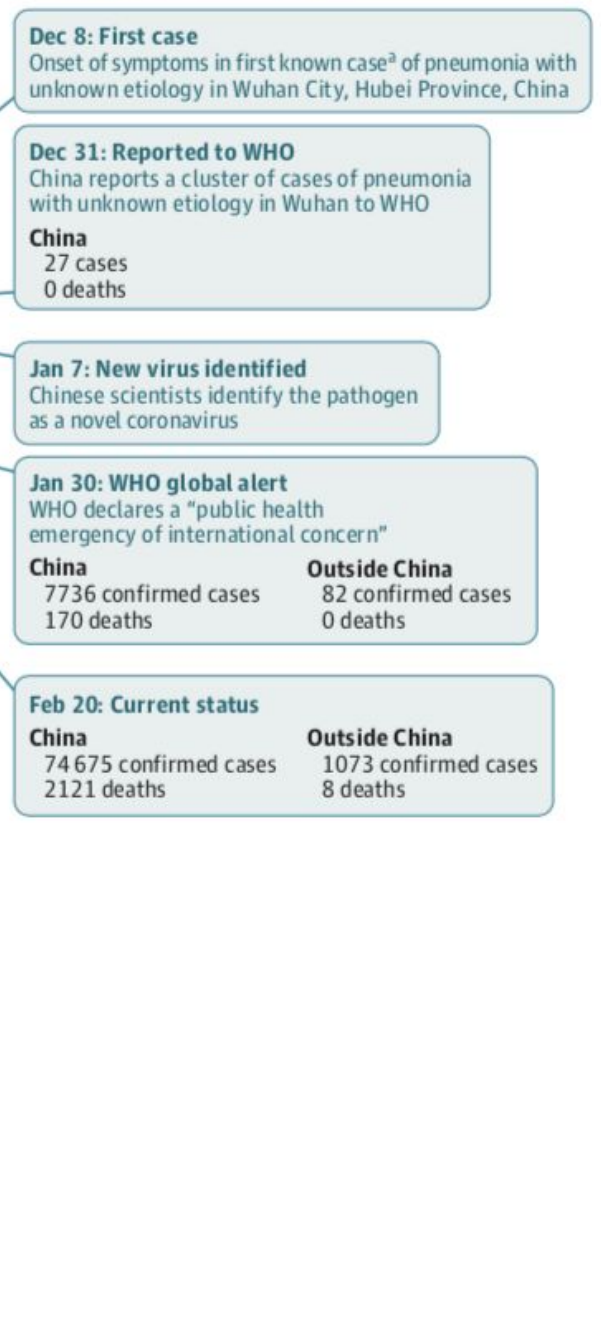 Dec 8: First case
Onset of symptoms in first known caseᵃ of pneumonia with
unknown etiology in Wuhan City, Hubei Province, China
Dec 31: Reported to WHO
China reports a cluster of cases of pneumonia
with unknown etiology in Wuhan to WHO
China
27 cases
0 deaths
Jan 7: New virus identified
Chinese scientists identify the pathogen
as a novel coronavirus
Jan 30: WHO global alert
WHO declares a “public health
emergency of international concern”
China
7736 confirmed cases
170 deaths
Outside China
82 confirmed cases
0 deaths
Feb 20: Current status
China
74 675 confirmed cases
2121 deaths
Outside China
1073 confirmed cases
8 deaths